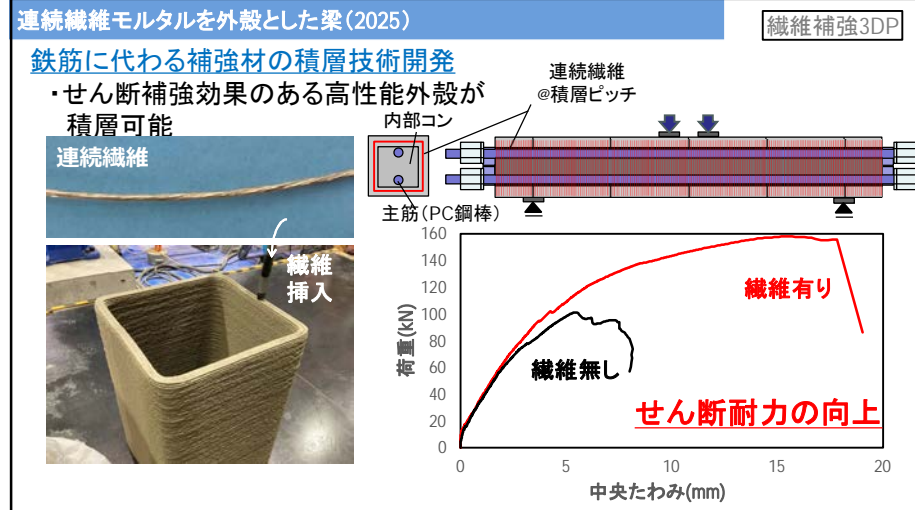 連続繊維モルタルを外殻とした梁(2025)
繊維補強3DP
鉄筋に代わる補強材の積層技術開発
・せん断補強効果のある高性能外殻が
積層可能
連続繊維
連続繊維
@積層ピッチ
内部コン
主筋(PC鋼棒)
繊維
挿入
荷重(kN)
160
140
120
100
80
60
40
20
0
繊維有り
繊維無し
せん断耐力の向上
0 5 10 15 20
中央たわみ(mm)